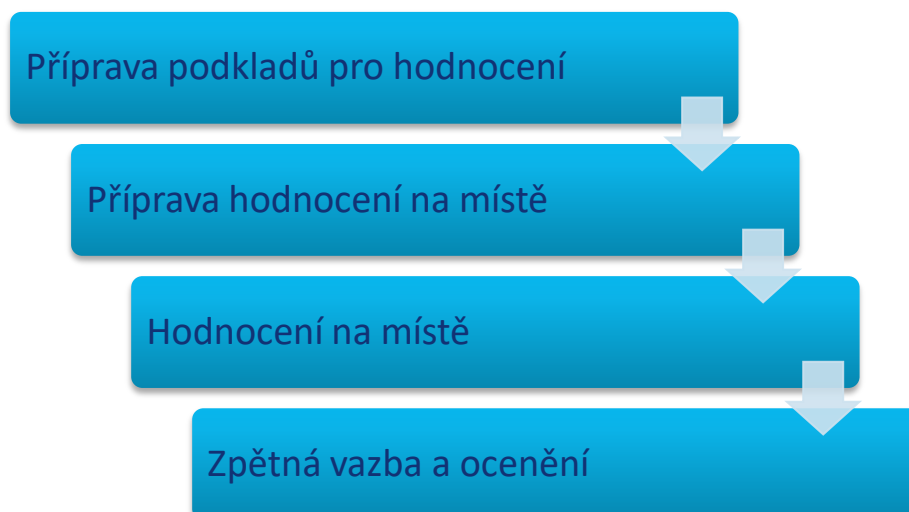 Příprava podkladů pro hodnocení
Příprava hodnocení na místě
Hodnocení na místě
Zpětná vazba a ocenění